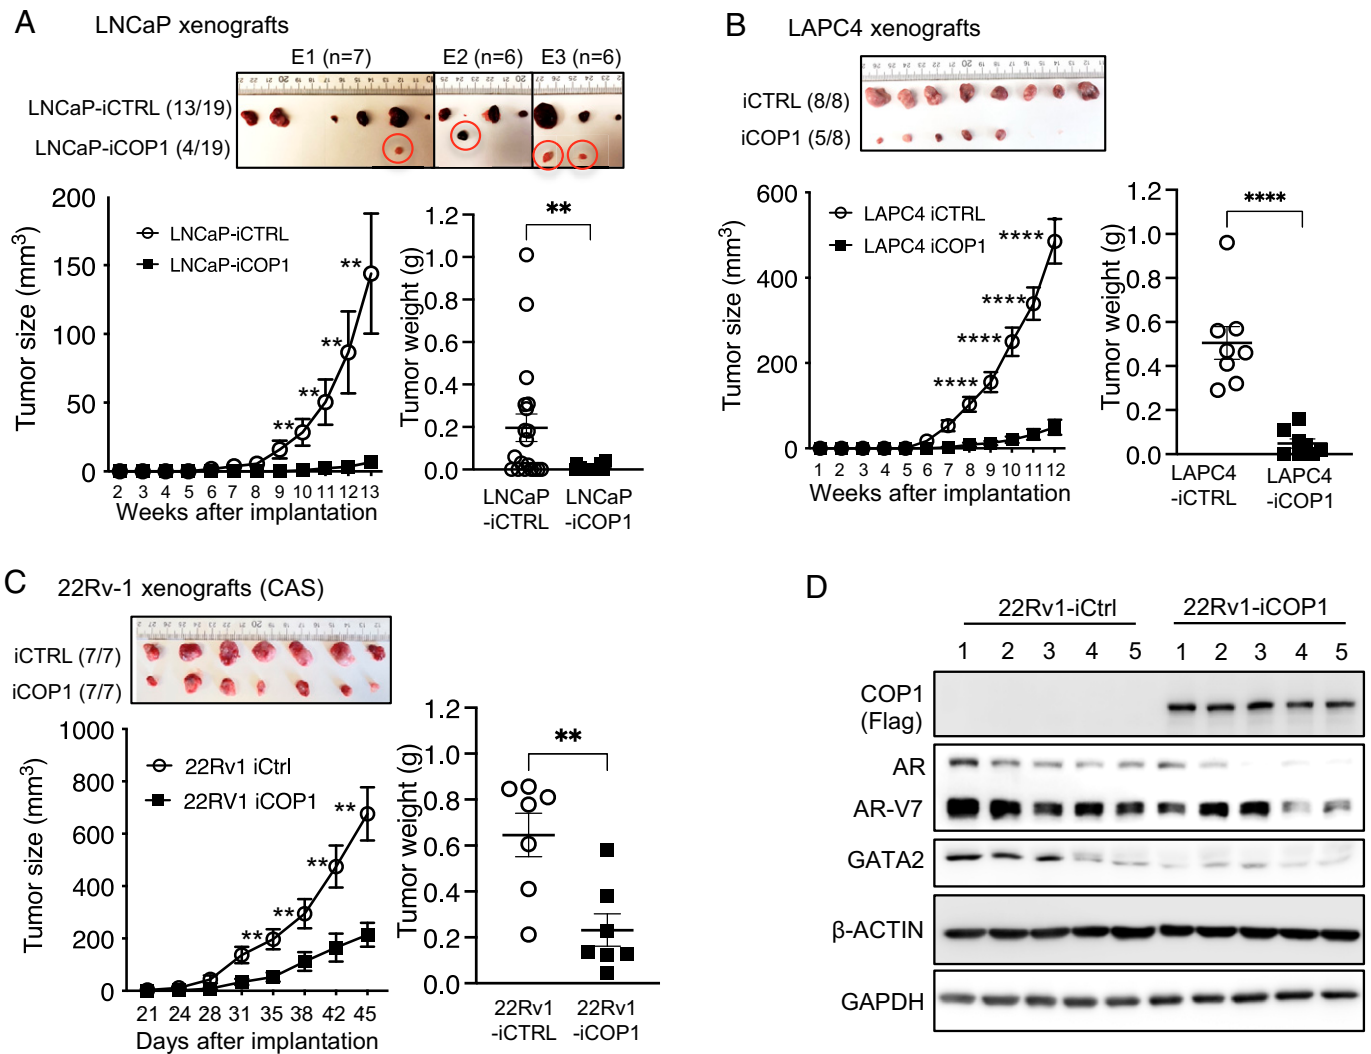 A
LNCaP xenografts
E1 (n=7)
E2 (n=6)
E3 (n=6)
LNCaP-iCTRL (13/19)
LNCaP-iCOP1 (4/19)
200
150
100
50
0
Tumor size (mm3)
LNCaP-iCTRL
LNCaP-iCOP1
**
**
**
**
**
2 3 4 5 6 7 8 9 10 11 12 13
Weeks after implantation
1.2
1.0
0.8
0.6
0.4
0.2
0.0
Tumor weight (g)
**
LNCaP
-iCTRL
LNCaP
-iCOP1
B
LAPC4 xenografts
iCTRL (8/8)
iCOP1 (5/8)
600
400
200
0
Tumor size (mm3)
LAPC4 iCTRL
LAPC4 iCOP1
****
****
****
****
1 2 3 4 5 6 7 8 9 10 11 12
Weeks after implantation
1.2
1.0
0.8
0.6
0.4
0.2
0.0
Tumor weight (g)
****
LAPC4
-iCTRL
LAPC4
-iCOP1
C
22Rv-1 xenografts (CAS)
iCTRL (7/7)
iCOP1 (7/7)
1000
800
600
400
200
0
Tumor size (mm3)
22Rv1 iCtrl
22RV1 iCOP1
**
**
**
**
**
21 24 28 31 35 38 42 45
Days after implantation
1.2
1.0
0.8
0.6
0.4
0.2
0.0
Tumor weight (g)
**
22Rv1
-iCTRL
22Rv1
-iCOP1
D
22Rv1-iCtrl
22Rv1-iCOP1
1 2 3 4 5 1 2 3 4 5
COP1
(Flag)
AR
AR-V7
GATA2
β-ACTIN
GAPDH